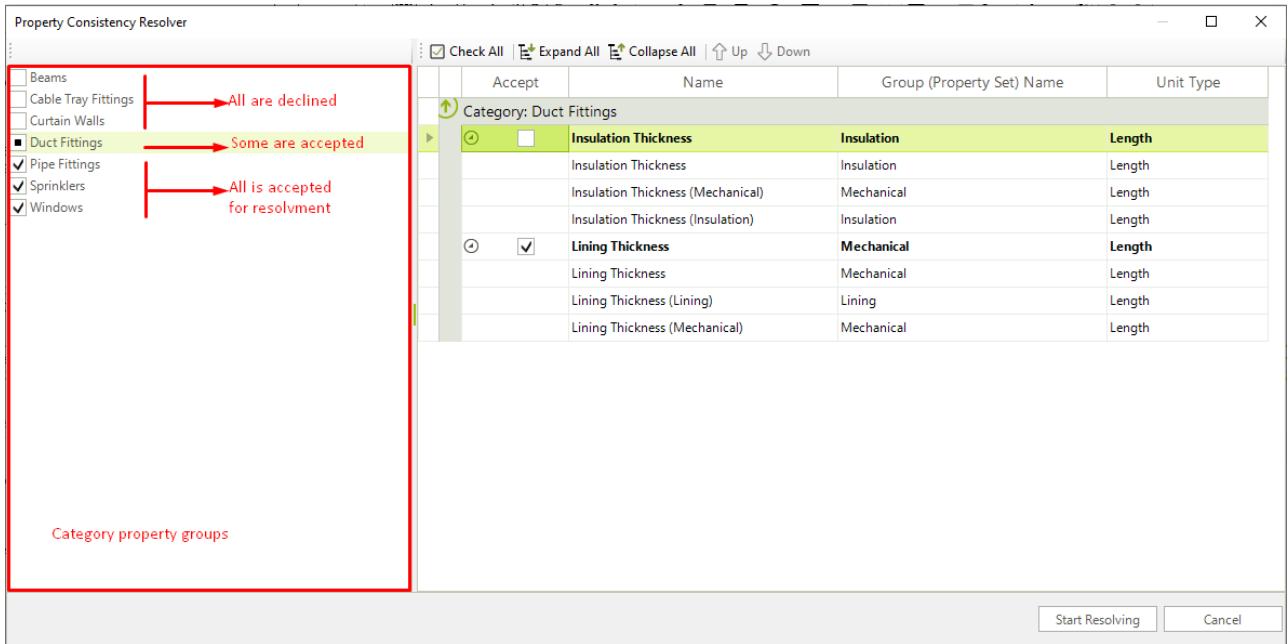 Property Consistency Resolver
Check All Expand All Collapse All Up Down
Beams
Cable Tray Fittings
Curtain Walls
Duct Fittings
Pipe Fittings
Sprinklers
Windows
All are declined
Some are accepted
All is accepted
for resolvment
Category property groups
Accept Name Group (Property Set) Name Unit Type
Category: Duct Fittings
Insulation Thickness Insulation Length
Insulation Thickness Insulation Length
Insulation Thickness (Mechanical) Mechanical Length
Insulation Thickness (Insulation) Insulation Length
Lining Thickness Mechanical Length
Lining Thickness Mechanical Length
Lining Thickness (Lining) Lining Length
Lining Thickness (Mechanical) Mechanical Length
Start Resolving Cancel